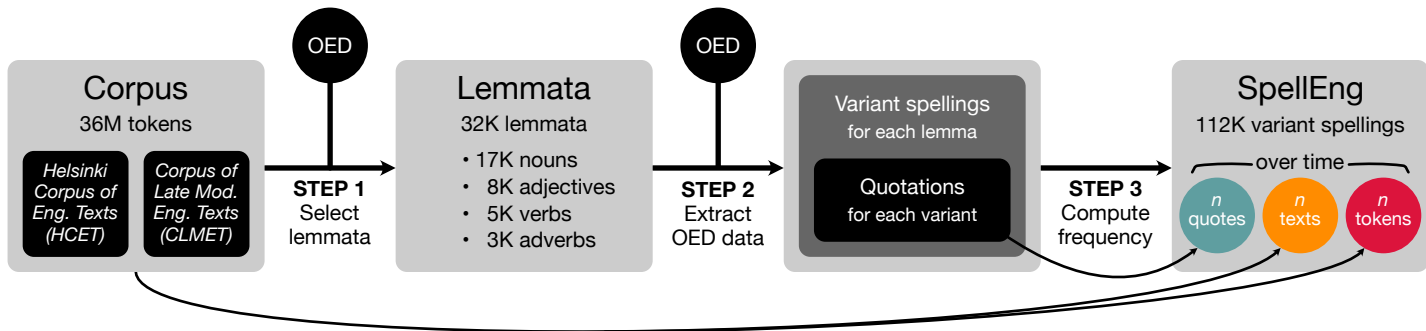 OED
OED
Corpus
36M tokens
Helsinki
Corpus of
Eng. Texts
(HCET)
Corpus of
Late Mod.
Eng. Texts
(CLMET)
STEP 1
Select
lemmata
Lemmata
32K lemmata
• 17K nouns
• 8K adjectives
• 5K verbs
• 3K adverbs
STEP 2
Extract
OED data
Variant spellings
for each lemma
Quotations
for each variant
STEP 3
Compute
frequency
SpellEng
112K variant spellings
over time
n
quotes
n
texts
n
tokens